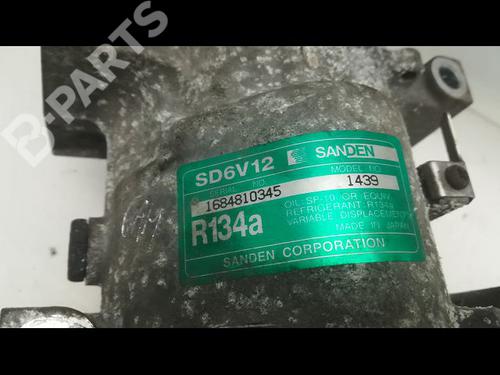 B-PARTS
SD6V12 SANDEN
SERIAL NO. MODEL NO.
1684810345 1439
R134a
OIL:SP-10 OR EQUIV.
REFRIGERANT:R134a
VARIABLE DISPLACEMENT
MADE IN JAPAN
SANDEN CORPORATION